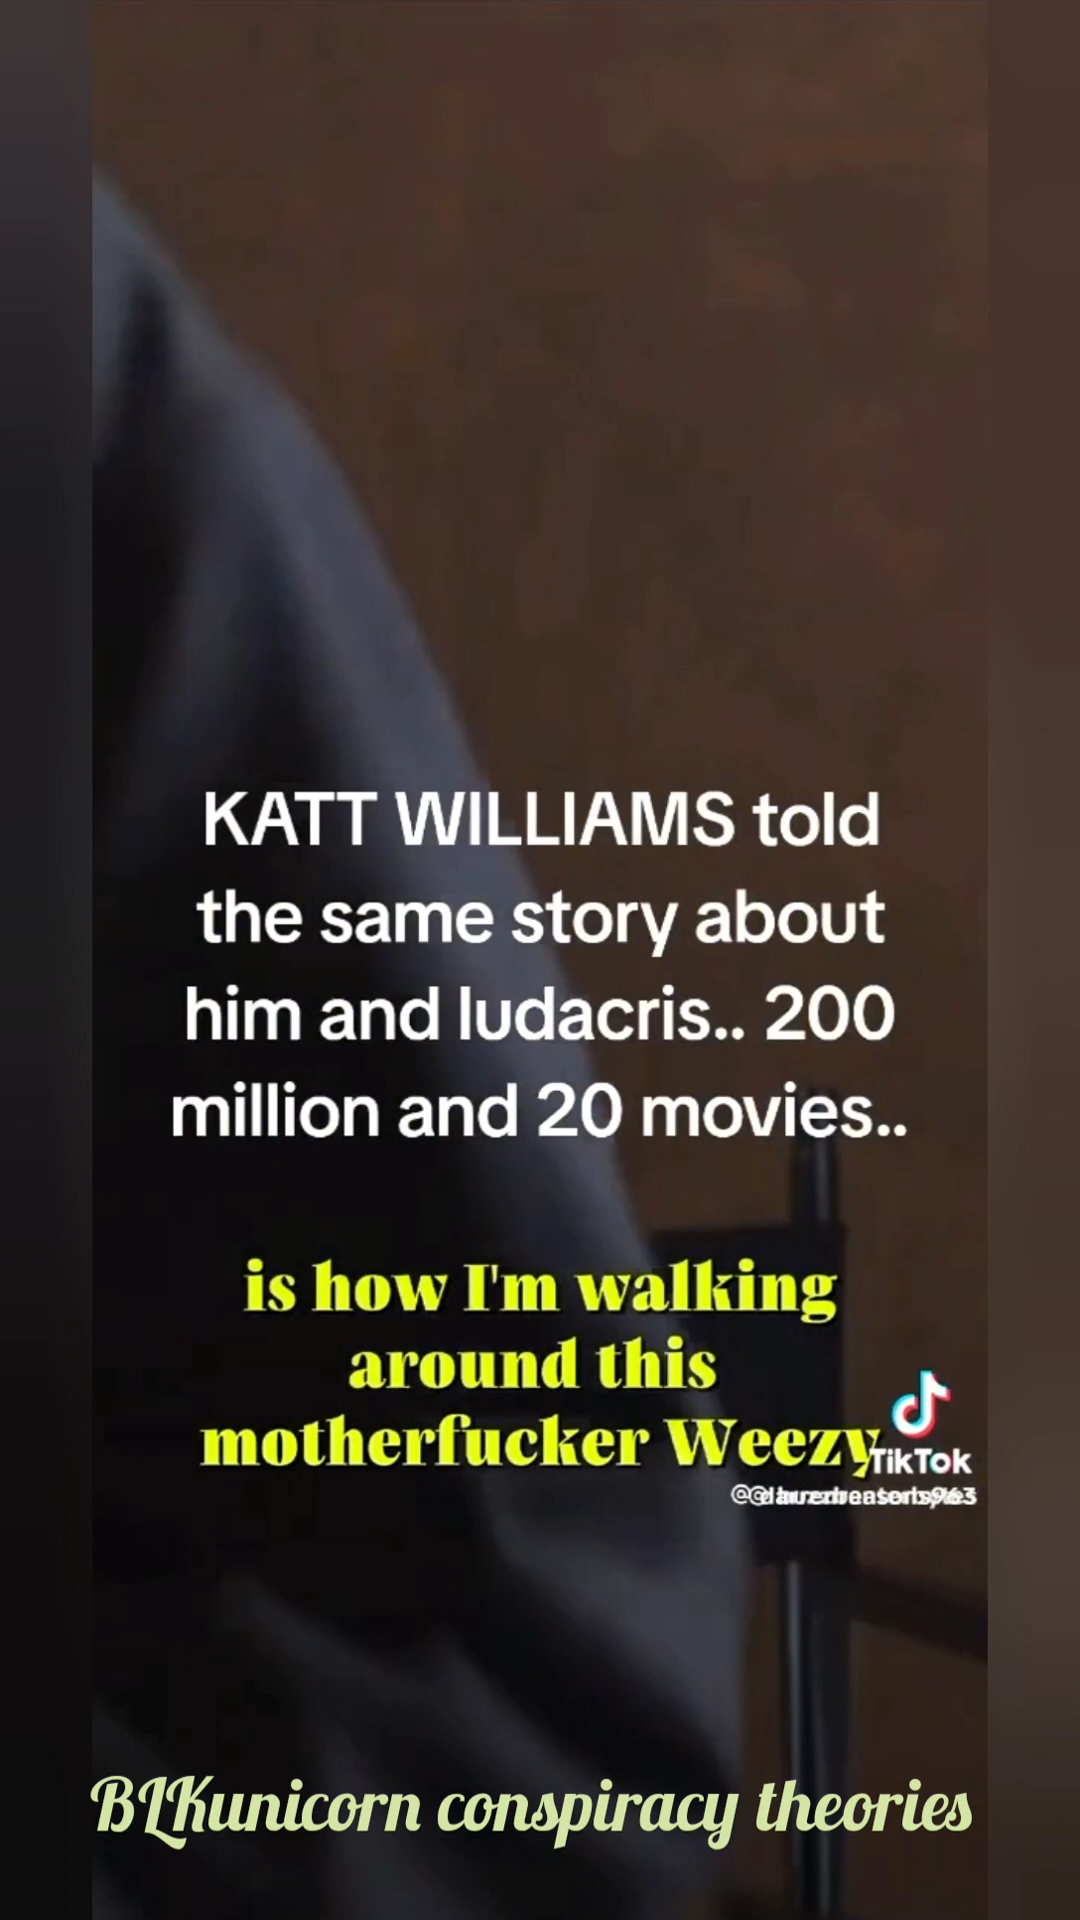 KATT WILLIAMS told
the same story about
him and ludacris.. 200
million and 20 movies..
is how I'm walking
around this
motherfucker Weezy
TikTok
BLKunicorn conspiracy theories